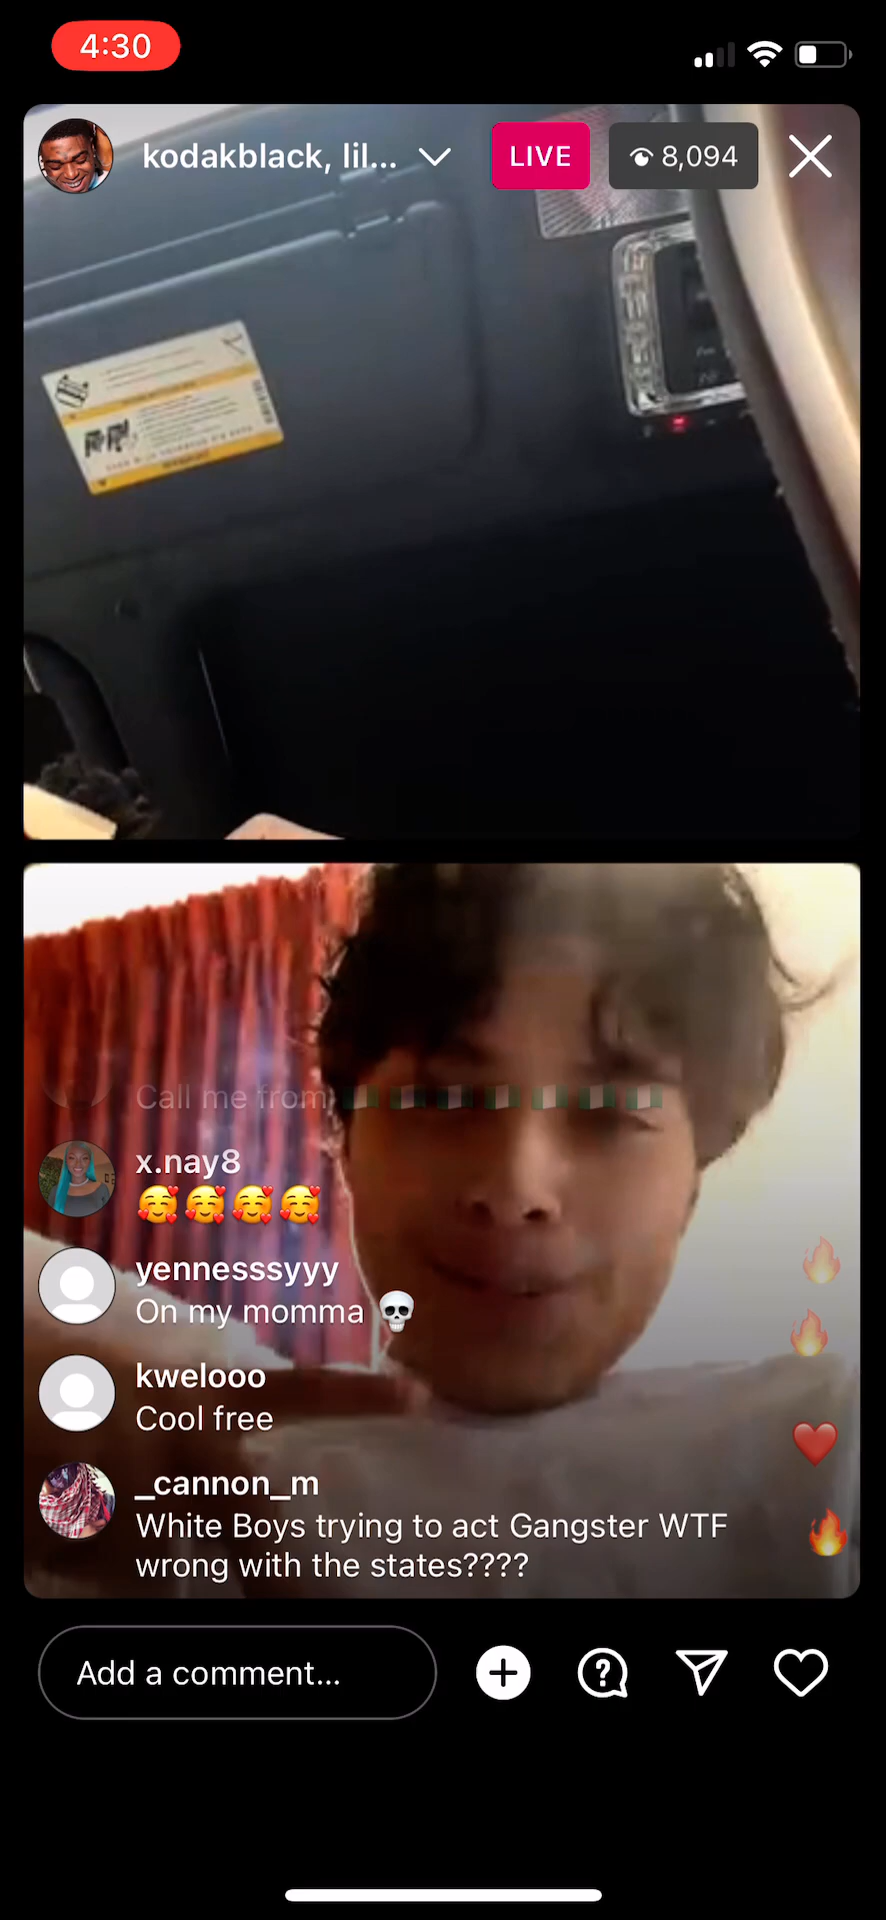 4:30
kodakblack, lil...
LIVE
8,094
Call me from 🇳🇬🇳🇬🇳🇬🇳🇬🇳🇬🇳🇬🇳🇬
x.nay8
🥰🥰🥰🥰
yennesssyyy
On my momma 💀
kwelooo
Cool free
_cannon_m
White Boys trying to act Gangster WTF
wrong with the states????
Add a comment...